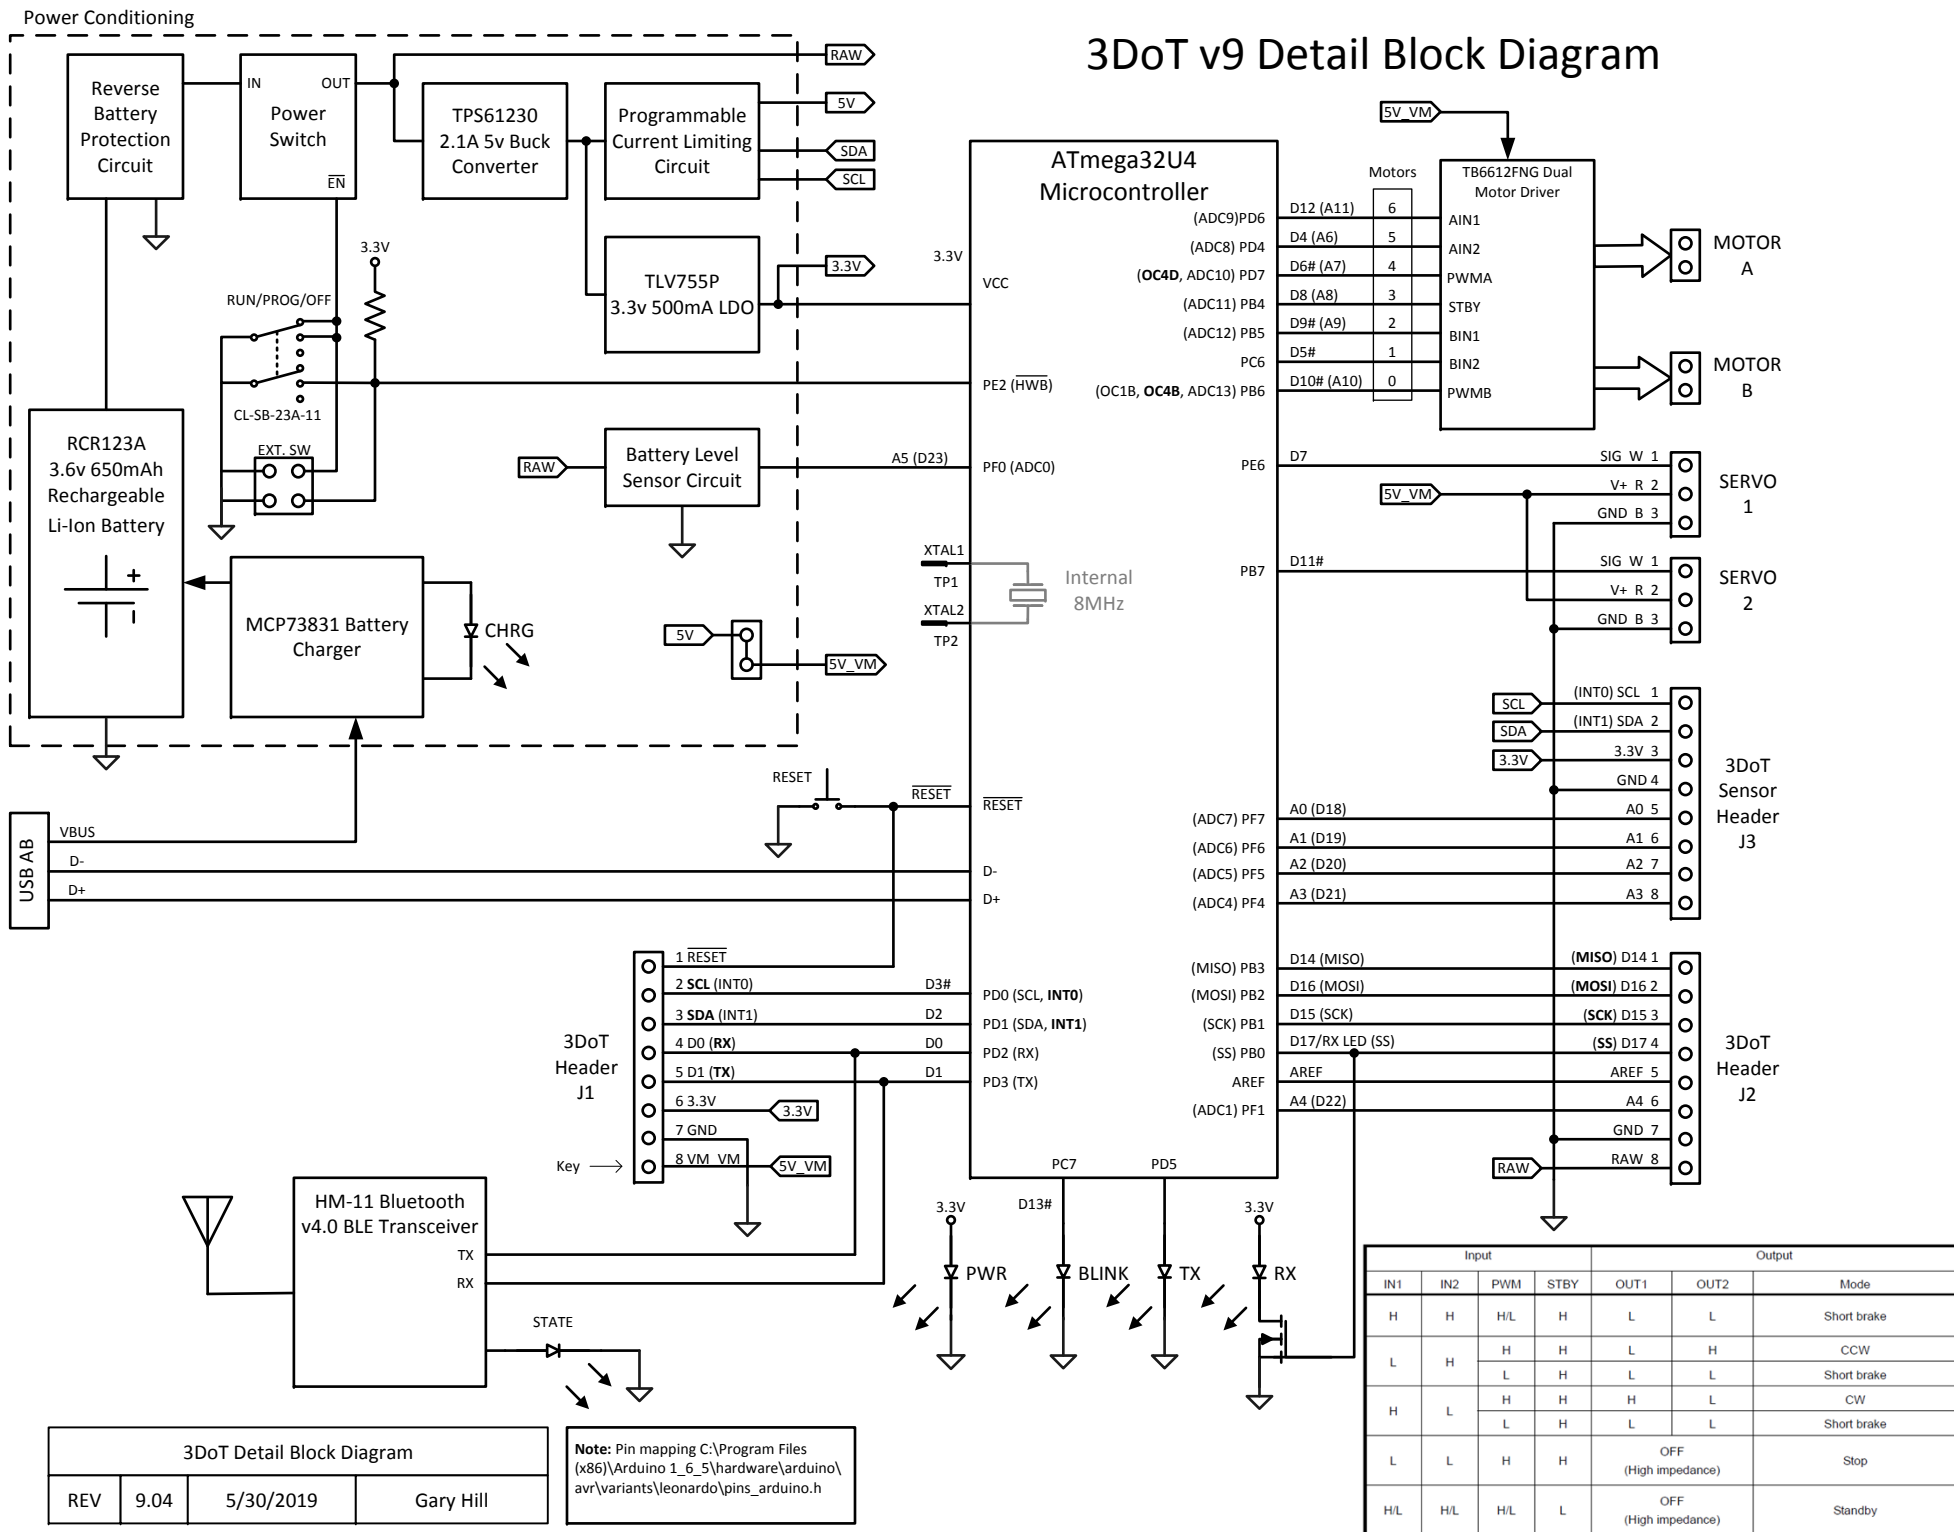 Power Conditioning
3DoT v9 Detail Block Diagram
Reverse
Battery
Protection
Circuit
IN
OUT
Power
Switch
EN
TPS61230
2.1A 5v Buck
Converter
Programmable
Current Limiting
Circuit
RAW
5V
SDA
SCL
3.3V
TLV755P
3.3v 500mA LDO
3.3V
RUN/PROG/OFF
CL-SB-23A-11
EXT. SW
RCR123A
3.6v 650mAh
Rechargeable
Li-Ion Battery
+
MCP73831 Battery
Charger
CHRG
RAW
Battery Level
Sensor Circuit
A5 (D23)
5V
5V_VM
XTAL1
TP1
XTAL2
TP2
Internal
8MHz
ATmega32U4
Microcontroller
3.3V
VCC
PE2 (HWB)
PF0 (ADC0)
RESET
D-
D+
PD0 (SCL, INT0)
PD1 (SDA, INT1)
PD2 (RX)
PD3 (TX)
(ADC9)PD6
(ADC8) PD4
(OC4D, ADC10) PD7
(ADC11) PB4
(ADC12) PB5
PC6
(OC1B, OC4B, ADC13) PB6
PE6
PB7
(ADC7) PF7
(ADC6) PF6
(ADC5) PF5
(ADC4) PF4
(MISO) PB3
(MOSI) PB2
(SCK) PB1
(SS) PB0
AREF
(ADC1) PF1
PC7
PD5
5V_VM
Motors
D12 (A11) 6
D4 (A6) 5
D6# (A7) 4
D8 (A8) 3
D9# (A9) 2
D5# 1
D10# (A10) 0
TB6612FNG Dual
Motor Driver
AIN1
AIN2
PWMA
STBY
BIN1
BIN2
PWMB
MOTOR
A
MOTOR
B
D7
SIG W 1
5V_VM
V+ R 2
GND B 3
SERVO
1
D11#
SIG W 1
V+ R 2
GND B 3
SERVO
2
SCL
(INT0) SCL 1
SDA
(INT1) SDA 2
3.3V
3.3V 3
GND 4
A0 (D18)
A0 5
A1 (D19)
A1 6
A2 (D20)
A2 7
A3 (D21)
A3 8
3DoT
Sensor
Header
J3
D14 (MISO)
(MISO) D14 1
D16 (MOSI)
(MOSI) D16 2
D15 (SCK)
(SCK) D15 3
D17/RX LED (SS)
(SS) D17 4
AREF
AREF 5
A4 (D22)
A4 6
GND 7
RAW
RAW 8
3DoT
Header
J2
RESET
RESET
USB AB
VBUS
D-
D+
3DoT
Header
J1
Key
1 RESET
2 SCL (INT0)
D3#
3 SDA (INT1)
D2
4 D0 (RX)
D0
5 D1 (TX)
D1
6 3.3V
3.3V
7 GND
8 VM VM
5V_VM
HM-11 Bluetooth
v4.0 BLE Transceiver
TX
RX
STATE
3.3V
PWR
D13#
BLINK
TX
3.3V
RX
Input Output
IN1 IN2 PWM STBY OUT1 OUT2 Mode
H H H/L H L L Short brake
L H H H L H CCW
L H L L Short brake
H L H H H L CW
L H L L Short brake
L L H H OFF
(High impedance) Stop
H/L H/L H/L L OFF
(High impedance) Standby
3DoT Detail Block Diagram
REV 9.04 5/30/2019 Gary Hill
Note: Pin mapping C:\Program Files
(x86)\Arduino 1_6_5\hardware\arduino\
avr\variants\leonardo\pins_arduino.h